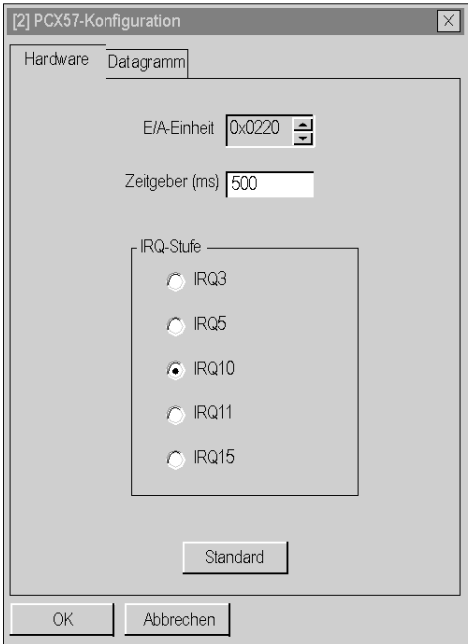 [2] PCX57-Konfiguration
Hardware Datagramm
E/A-Einheit 0x0220
Zeitgeber (ms) 500
IRQ-Stufe
IRQ3
IRQ5
IRQ10
IRQ11
IRQ15
Standard
OK Abbrechen